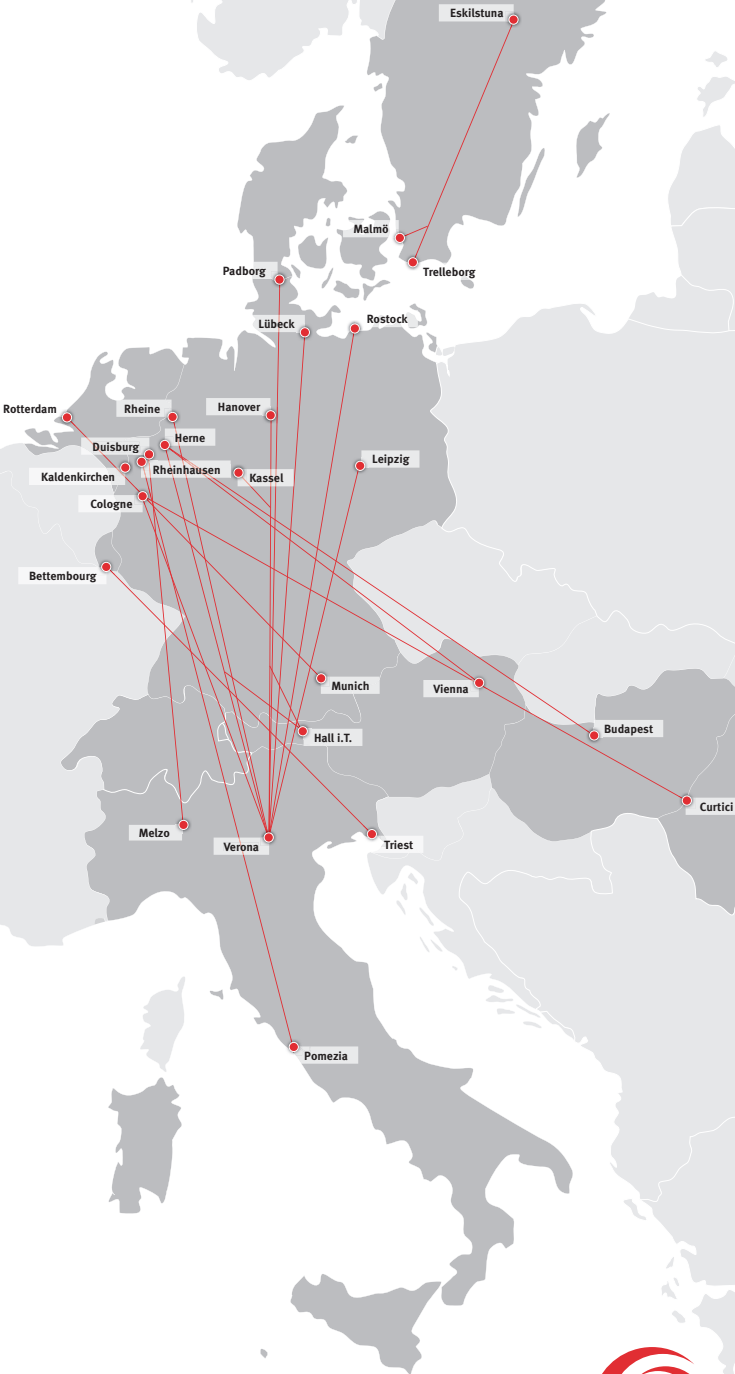 Eskilstuna
Malmö
Padborg
Trelleborg
Rostock
Lübeck
Rotterdam
Rheine
Hanover
Herne
Duisburg
Leipzig
Rheinhausen
Kaldenkirchen
Kassel
Cologne
Bettembourg
Munich
Vienna
Budapest
Hall i.T.
Curtici
Melzo
Verona
Triest
Pomezia